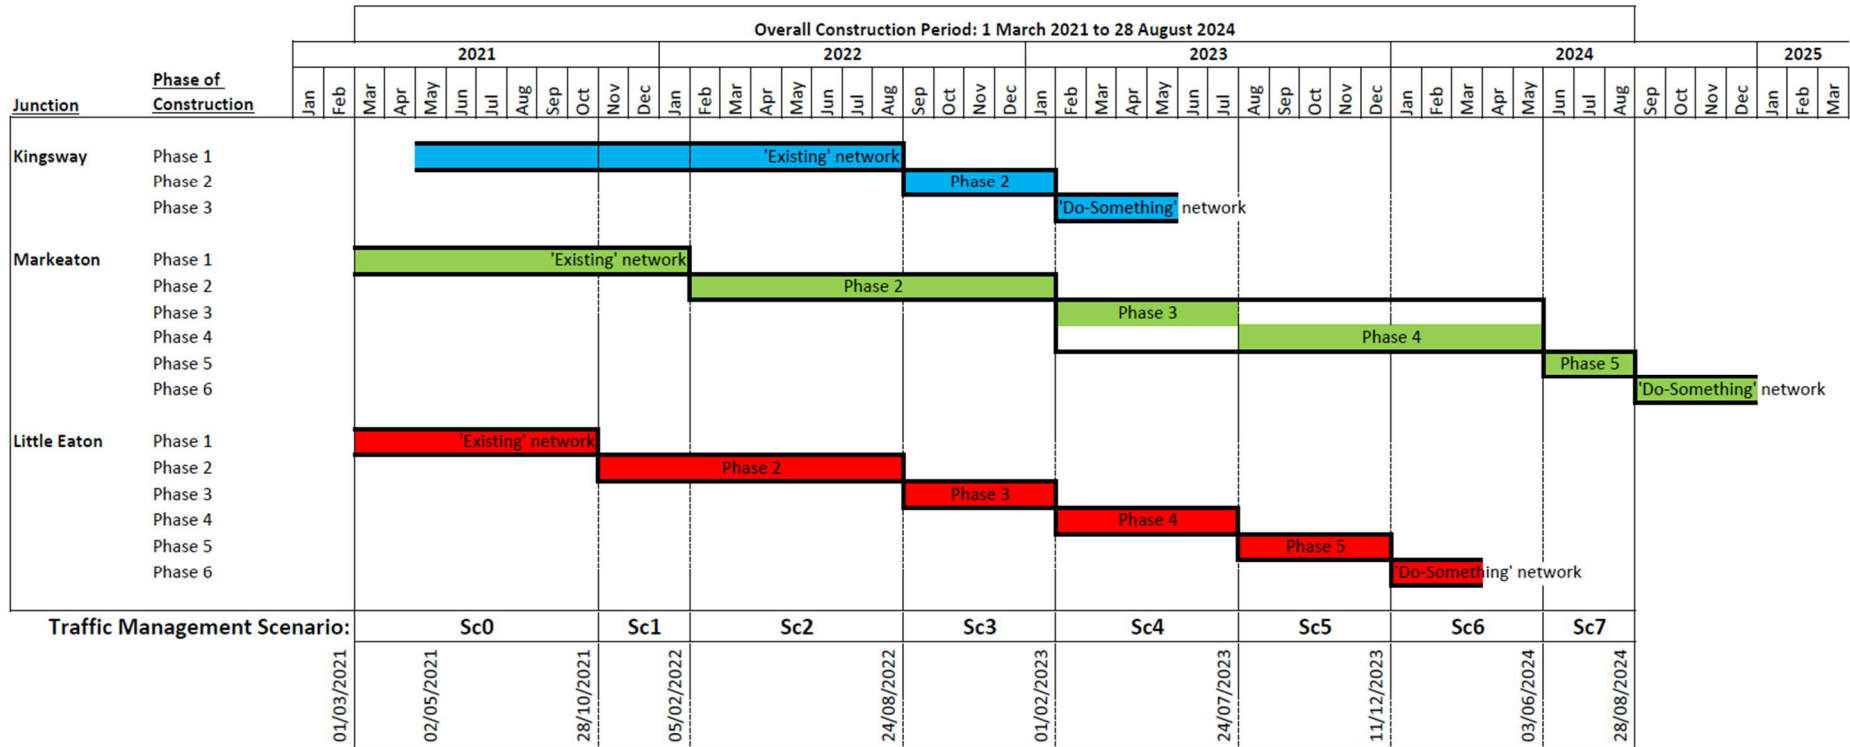 Overall Construction Period: 1 March 2021 to 28 August 2024
2021 2022 2023 2024 2025
Junction Phase of Construction Jan Feb Mar Apr May Jun Jul Aug Sep Oct Nov Dec Jan Feb Mar Apr May Jun Jul Aug Sep Oct Nov Dec Jan Feb Mar Apr May Jun Jul Aug Sep Oct Nov Dec Jan Feb Mar Apr May Jun Jul Aug Sep Oct Nov Dec Jan Feb Mar
Kingsway Phase 1 'Existing' network
Phase 2 Phase 2
Phase 3 'Do-Something' network
Markeaton Phase 1 'Existing' network
Phase 2 Phase 2
Phase 3 Phase 3
Phase 4 Phase 4
Phase 5 Phase 5
Phase 6 'Do-Something' network
Little Eaton Phase 1 'Existing' network
Phase 2 Phase 2
Phase 3 Phase 3
Phase 4 Phase 4
Phase 5 Phase 5
Phase 6 'Do-Something' network
Traffic Management Scenario: Sc0 Sc1 Sc2 Sc3 Sc4 Sc5 Sc6 Sc7
01/03/2021 02/05/2021 28/10/2021 05/02/2022 24/08/2022 01/02/2023 24/07/2023 11/12/2023 03/06/2024 28/08/2024